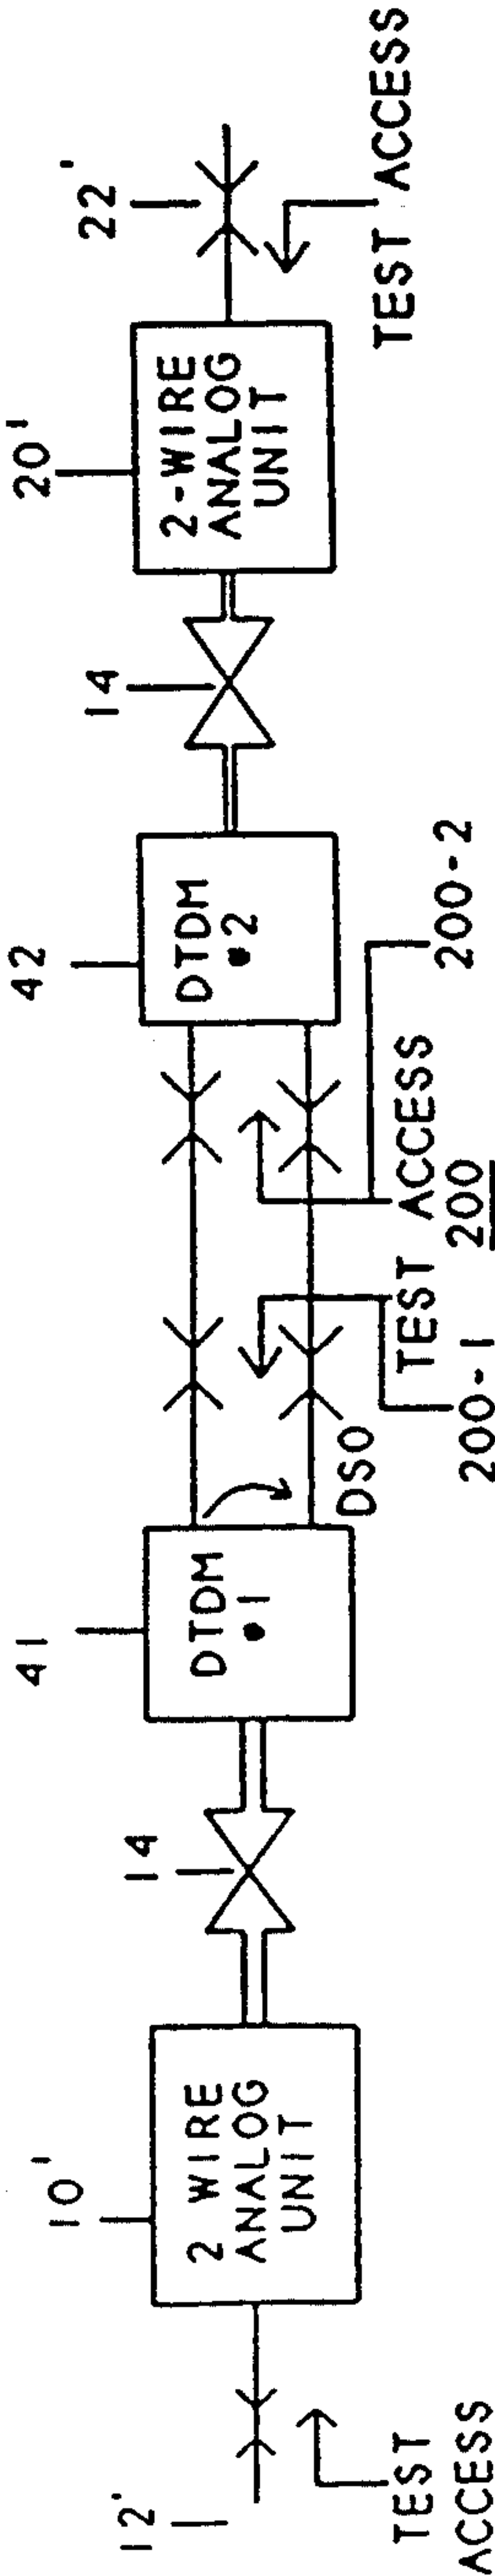 12'
10'
14
41
42
14
20'
22'
2 WIRE
ANALOG
UNIT
DTDM
•1
DTDM
•2
2-WIRE
ANALOG
UNIT
TEST
ACCESS
DSO
TEST ACCESS
200-1
200
200-2
TEST ACCESS